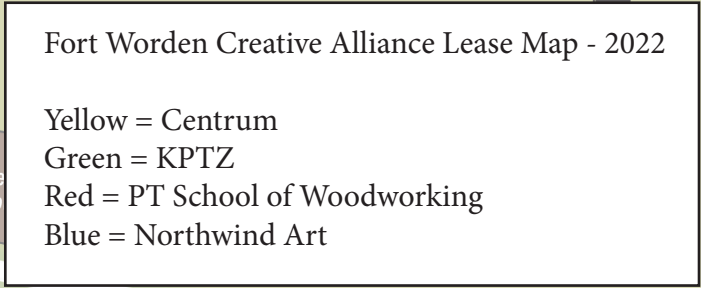 Fort Worden Creative Alliance Lease Map - 2022
Yellow = Centrum
Green = KPTZ
Red = PT School of Woodworking
Blue = Northwind Art